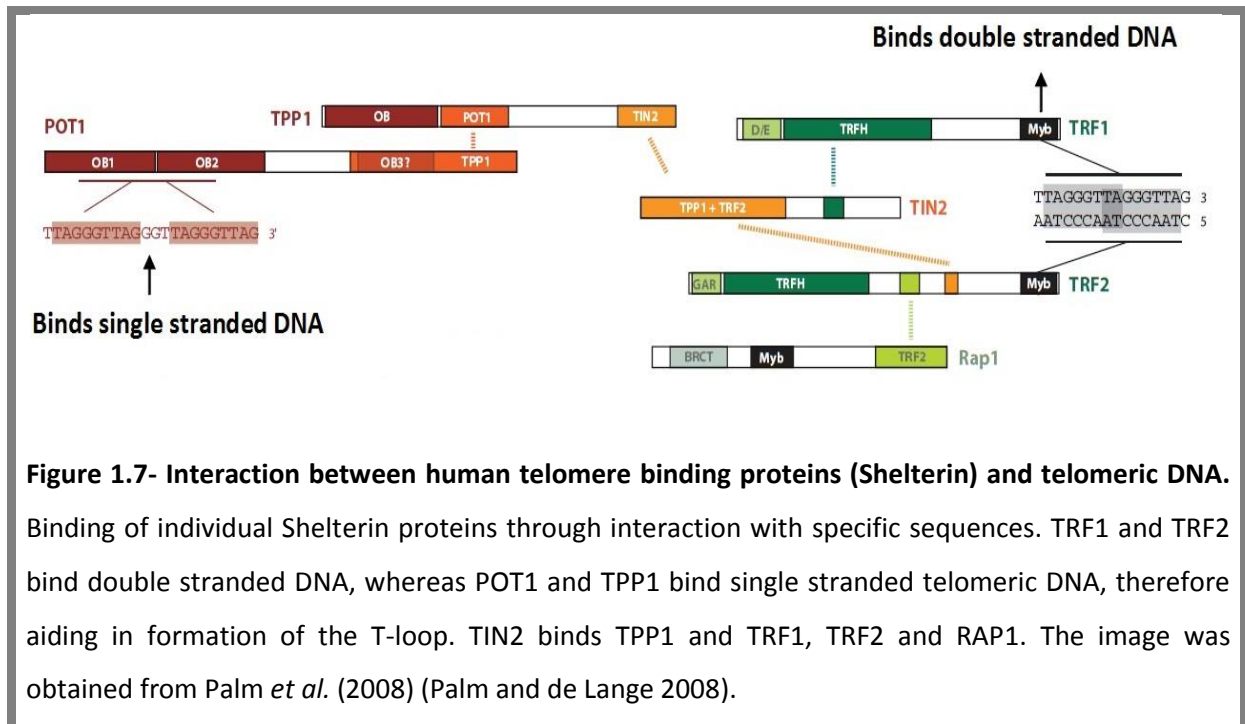 Binds double stranded DNA
TPP1 OB POT1 TIN2
D/E TRFH Myb TRF1
POT1
OB1 OB2 OB3? TPP1
TPP1 + TRF2 TIN2
TTAGGGTTAGGGTTAG 3
AATCCCAATCCCAATC 5
TTAGGGTTAGGGTTAGGGTTAG 3'
GAR TRFH Myb TRF2
Binds single stranded DNA
BRCT Myb TRF2 Rap1
Figure 1.7- Interaction between human telomere binding proteins (Shelterin) and telomeric DNA.
Binding of individual Shelterin proteins through interaction with specific sequences. TRF1 and TRF2
bind double stranded DNA, whereas POT1 and TPP1 bind single stranded telomeric DNA, therefore
aiding in formation of the T-loop. TIN2 binds TPP1 and TRF1, TRF2 and RAP1. The image was
obtained from Palm et al. (2008) (Palm and de Lange 2008).